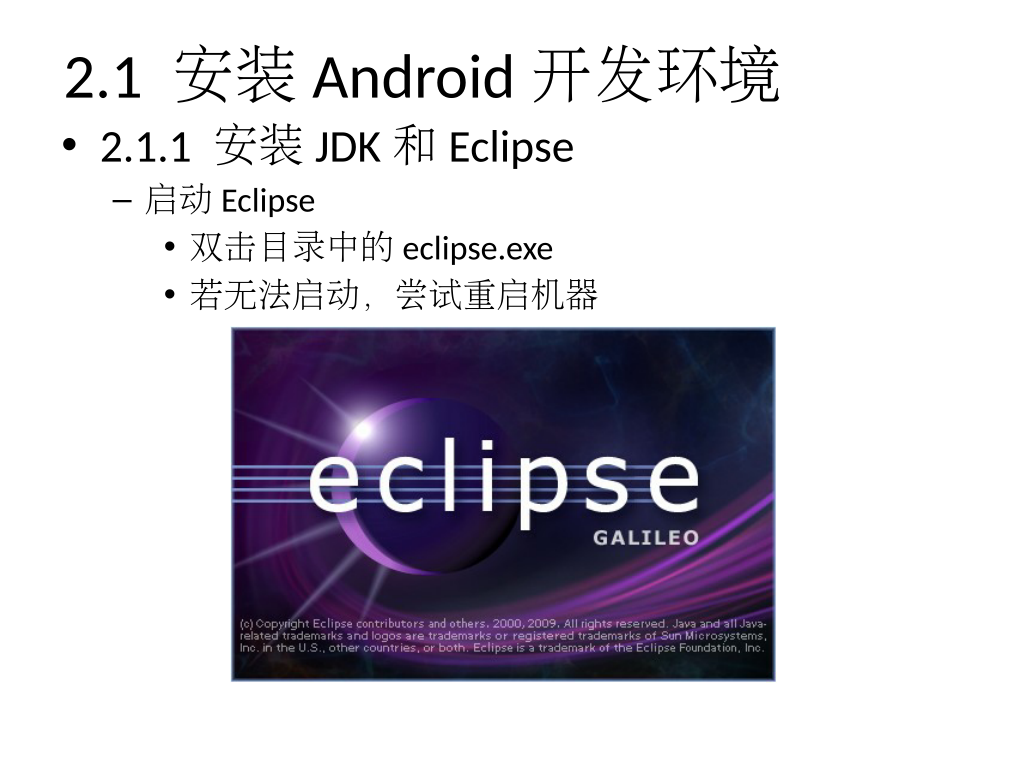 2.1 安装 Android 开发环境
• 2.1.1 安装 JDK 和 Eclipse
– 启动 Eclipse
• 双击目录中的 eclipse.exe
• 若无法启动，尝试重启机器
eclipse
GALILEO
(c) Copyright Eclipse contributors and others. 2000, 2009. All rights reserved. Java and all Java-
related trademarks and logos are trademarks or registered trademarks of Sun Microsystems,
Inc. in the U.S., other countries, or both. Eclipse is a trademark of the Eclipse Foundation, Inc.